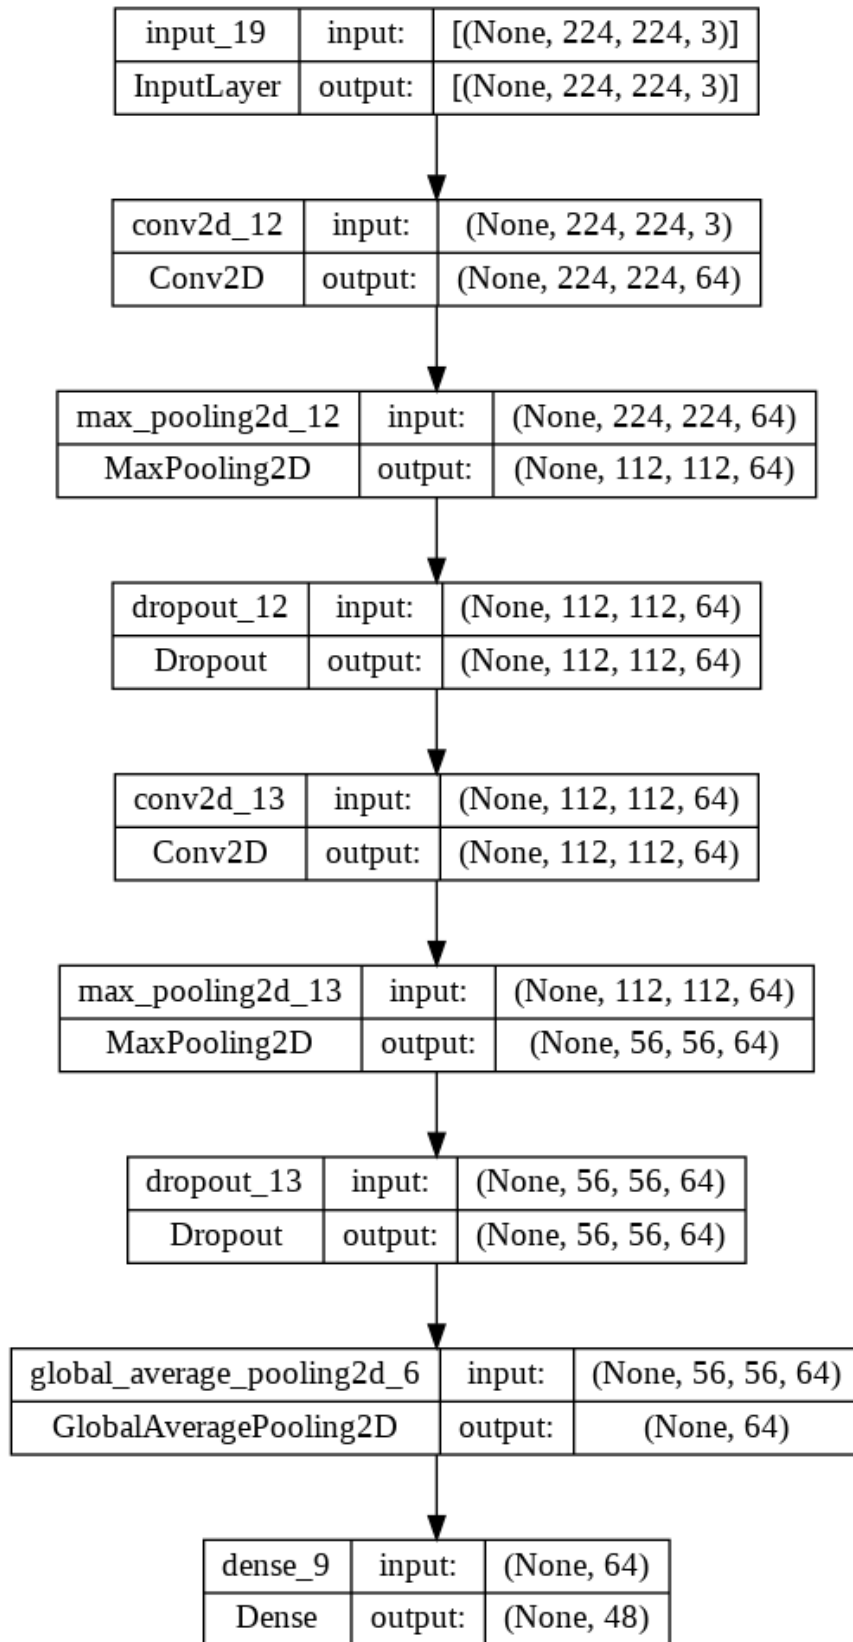 input_19 input: [(None, 224, 224, 3)]
InputLayer output: [(None, 224, 224, 3)]
conv2d_12 input: (None, 224, 224, 3)
Conv2D output: (None, 224, 224, 64)
max_pooling2d_12 input: (None, 224, 224, 64)
MaxPooling2D output: (None, 112, 112, 64)
dropout_12 input: (None, 112, 112, 64)
Dropout output: (None, 112, 112, 64)
conv2d_13 input: (None, 112, 112, 64)
Conv2D output: (None, 112, 112, 64)
max_pooling2d_13 input: (None, 112, 112, 64)
MaxPooling2D output: (None, 56, 56, 64)
dropout_13 input: (None, 56, 56, 64)
Dropout output: (None, 56, 56, 64)
global_average_pooling2d_6 input: (None, 56, 56, 64)
GlobalAveragePooling2D output: (None, 64)
dense_9 input: (None, 64)
Dense output: (None, 48)